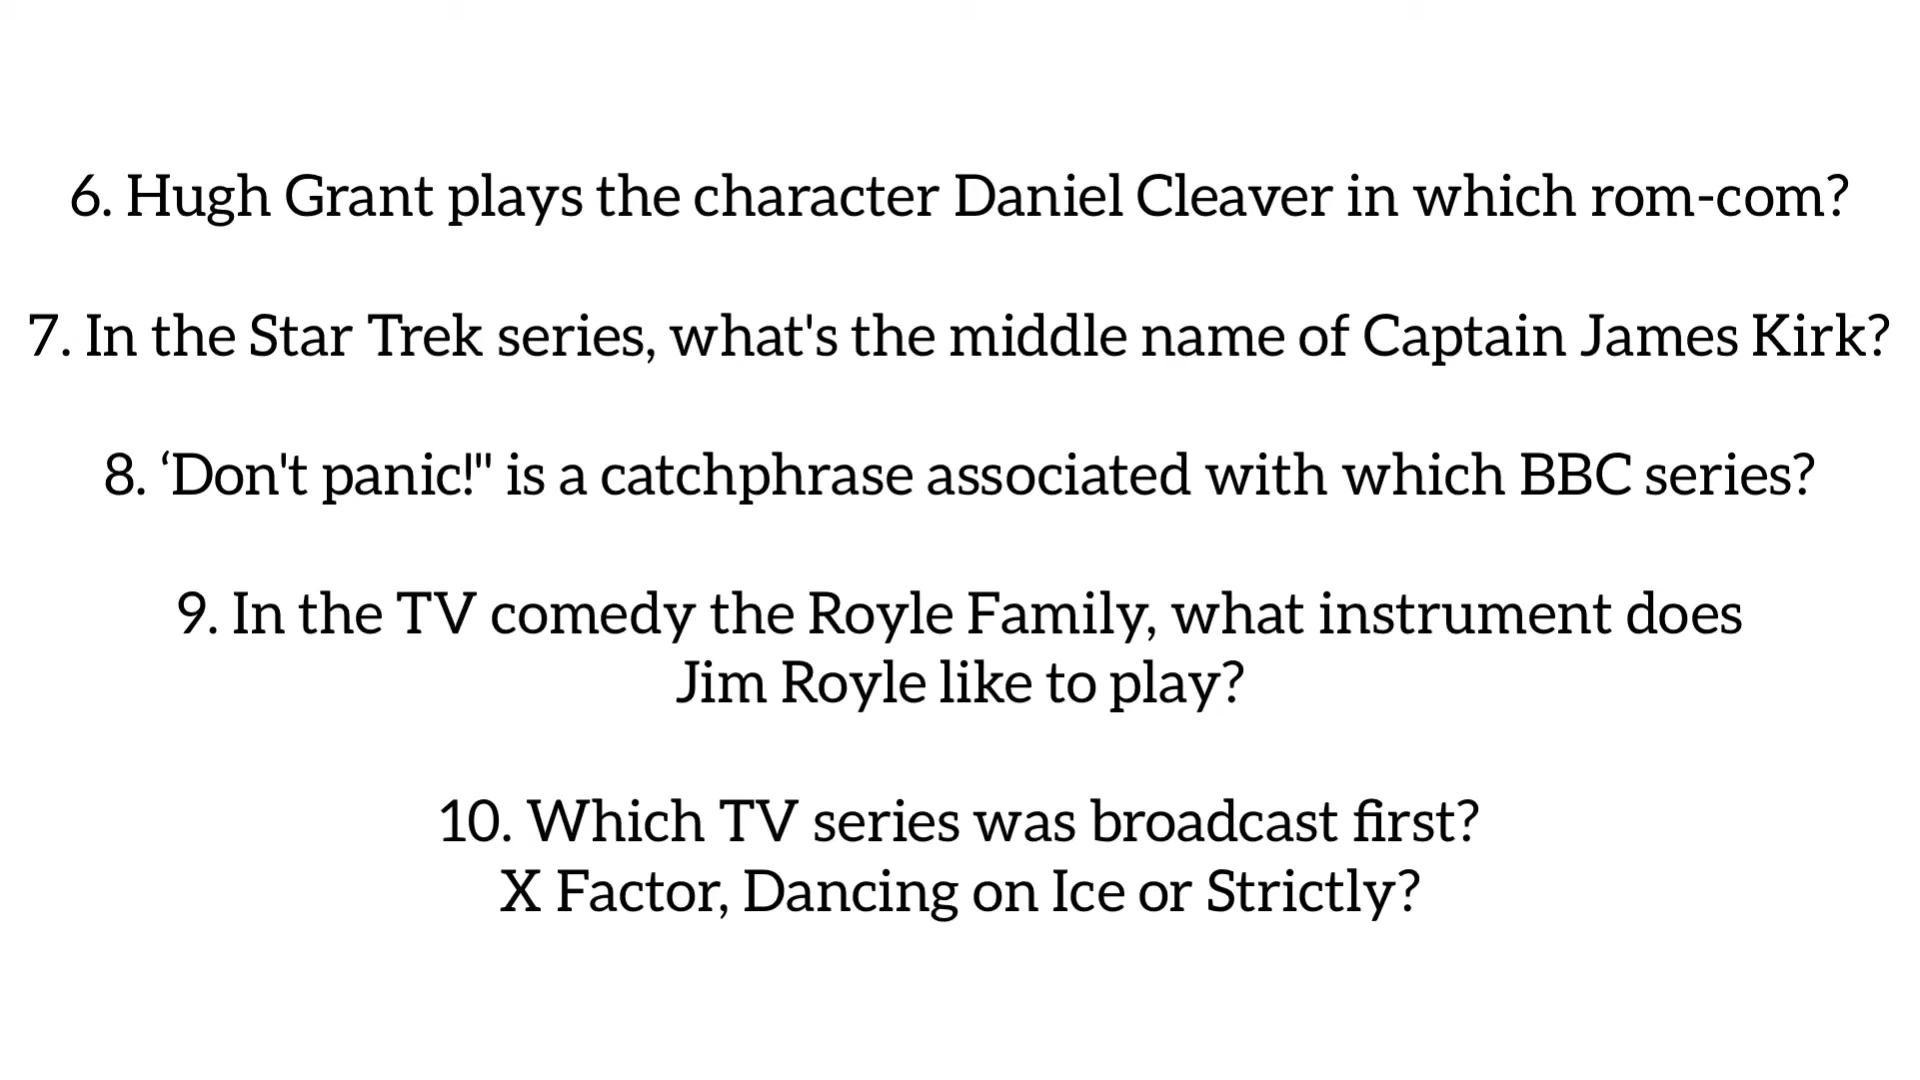 6. Hugh Grant plays the character Daniel Cleaver in which rom-com?
7. In the Star Trek series, what's the middle name of Captain James Kirk?
8. ‘Don't panic!" is a catchphrase associated with which BBC series?
9. In the TV comedy the Royle Family, what instrument does
Jim Royle like to play?
10. Which TV series was broadcast first?
X Factor, Dancing on Ice or Strictly?